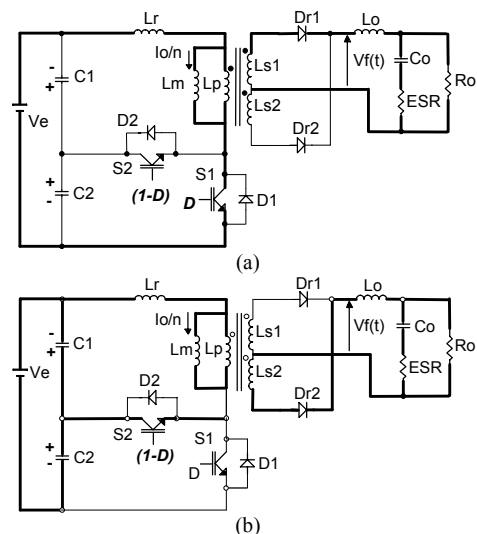 Lr
Dr1
Lo
Io/n
Ls1
Lm
Lp
Vf(t)
Co
Ls2
ESR
Ro
-
C1
+
Ve
D2
Dr2
S2
S1
(1-D)
D
D1
+
C2
-
(a)
Lr
Dr1
Lo
Io/n
Ls1
Lm
Lp
Vf(t)
Co
Ls2
ESR
Ro
-
C1
+
Ve
D2
Dr2
S2
S1
(1-D)
D
D1
+
C2
-
(b)